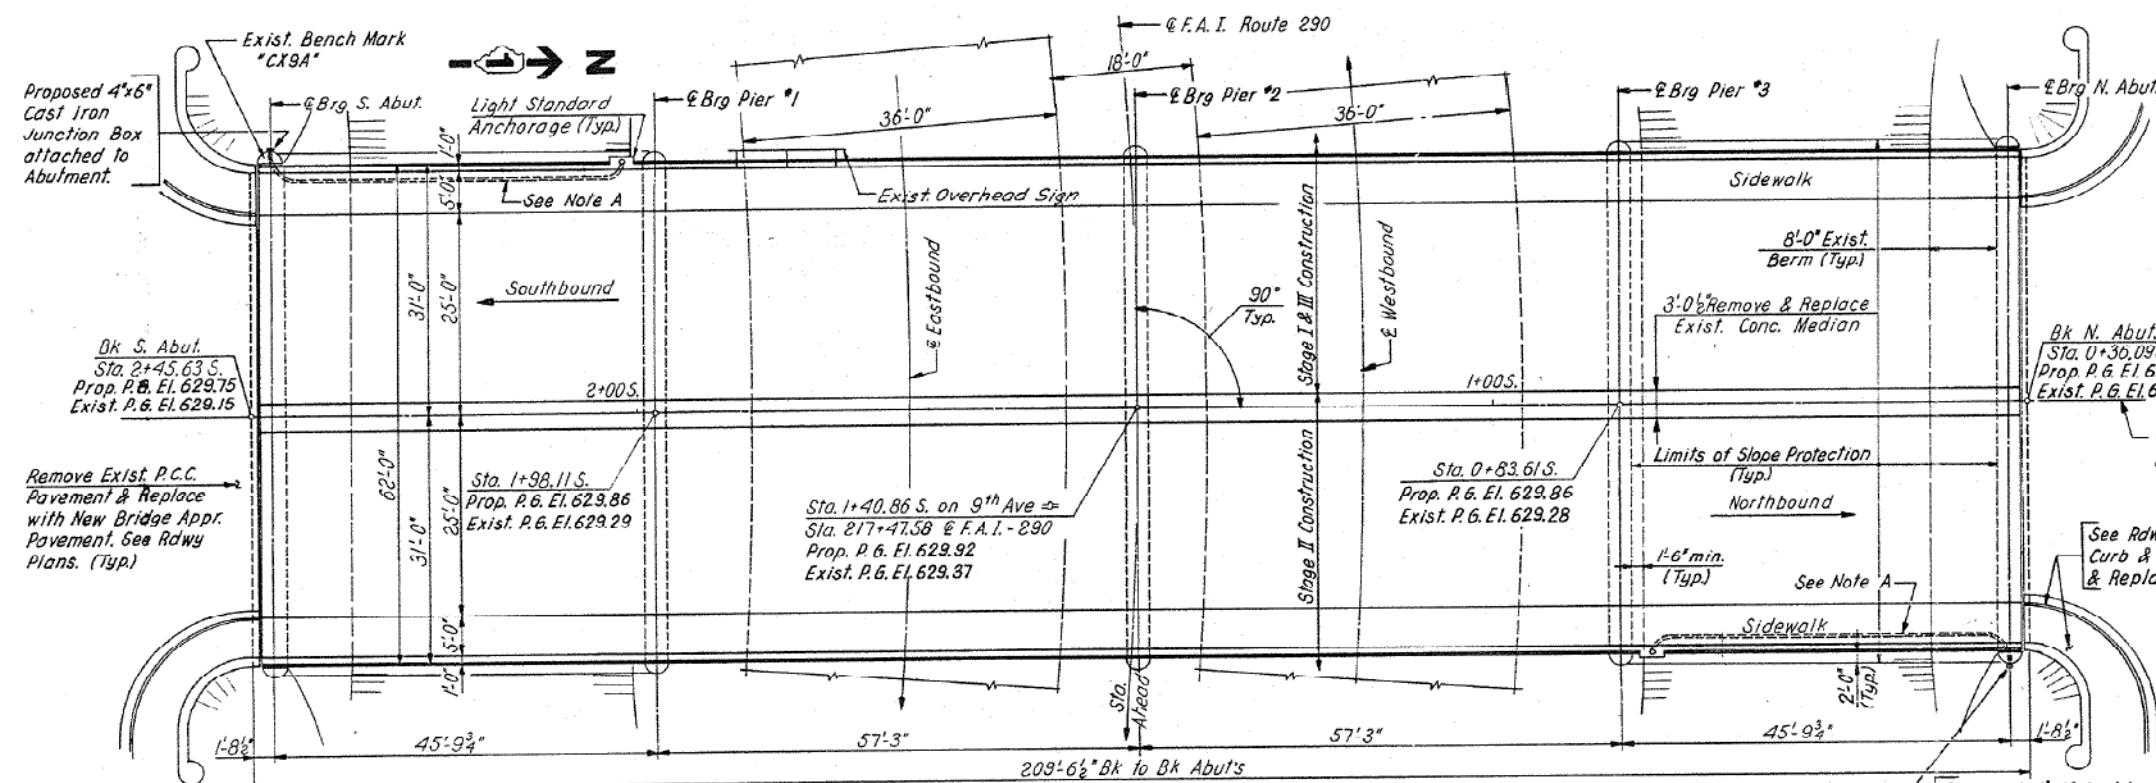 Exist. Bench Mark
"CX9A"
Proposed 4"x6"
Cast Iron
Junction Box
attached to
Abutment.
℄ Brg S. Abut.
Light Standard
Anchorage (Typ.)
N
℄ Brg Pier #1
36'-0"
℄ F.A.I. Route 290
18'-0"
℄ Brg Pier #2
36'-0"
℄ Brg Pier #3
℄ Brg N. Abut.
1'-0"
5'-0"
See Note A
Exist. Overhead Sign
Sidewalk
8'-0" Exist.
Berm (Typ.)
Southbound
31'-0"
25'-0"
℄ Eastbound
90°
Typ.
Stage I & III Construction
℄ Westbound
3'-0½" Remove & Replace
Exist. Conc. Median
Bk S. Abut.
Sta. 2+45.63 S.
Prop. P.G. El. 629.75
Exist. P.G. El. 629.15
2+00 S.
1+00 S.
Bk N. Abut.
Sta. 0+36.09
Prop. P.G. El. 6
Exist. P.G. El. 6
62'-0"
Remove Exist. P.C.C.
Pavement & Replace
with New Bridge Appr.
Pavement. See Rdwy
Plans. (Typ.)
31'-0"
25'-0"
Sta. 1+98.11 S.
Prop. P.G. El. 629.86
Exist. P.G. El. 629.29
Sta. 1+40.86 S. on 9th Ave =
Sta. 217+47.58 ℄ F.A.I.-290
Prop. P.G. El. 629.92
Exist. P.G. El. 629.37
Stage II Construction
Sta. 0+83.61 S.
Prop. P.G. El. 629.86
Exist. P.G. El. 629.28
Limits of Slope Protection
(Typ.)
Northbound
1'-6" min.
(Typ.)
See Note A
See Rdw
Curb &
& Repla
Sidewalk
5'-0"
1'-0"
Sta.
Ahead
2'-0"
(Typ.)
1'-8½"
45'-9¾"
57'-3"
57'-3"
45'-9¾"
1'-8½"
209'-6½" Bk to Bk Abut's